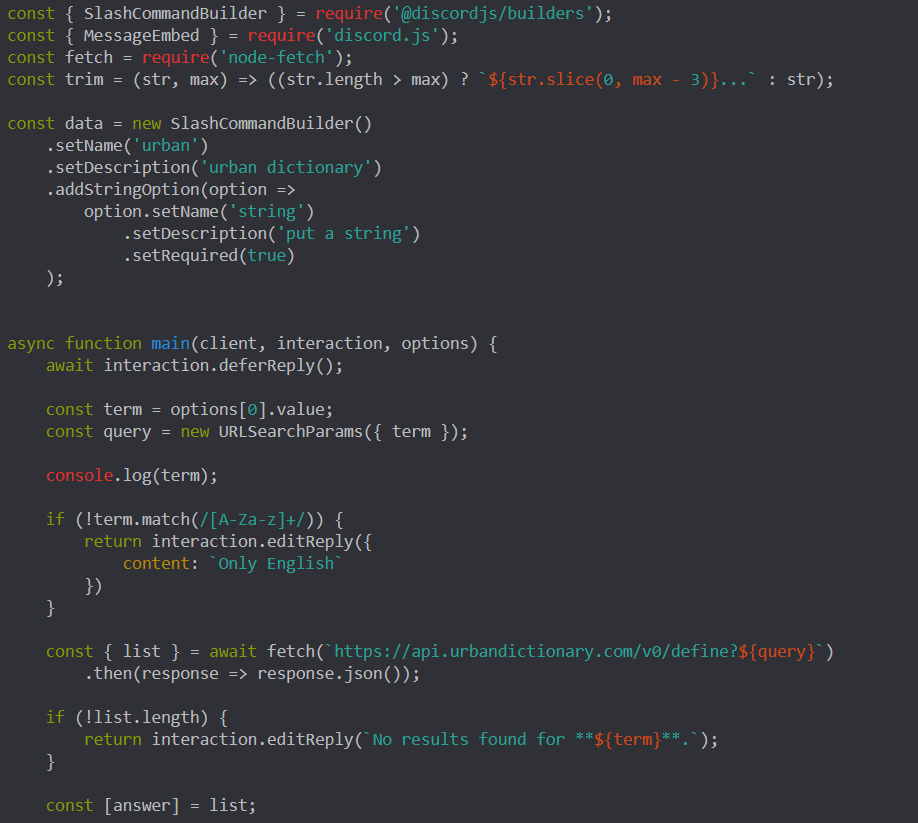 const { SlashCommandBuilder } = require('@discordjs/builders');
const { MessageEmbed } = require('discord.js');
const fetch = require('node-fetch');
const trim = (str, max) => ((str.length > max) ? `${str.slice(0, max - 3)}...` : str);

const data = new SlashCommandBuilder()
    .setName('urban')
    .setDescription('urban dictionary')
    .addStringOption(option =>
        option.setName('string')
            .setDescription('put a string')
            .setRequired(true)
    );


async function main(client, interaction, options) {
    await interaction.deferReply();

    const term = options[0].value;
    const query = new URLSearchParams({ term });

    console.log(term);

    if (!term.match(/[A-Za-z]+/)) {
        return interaction.editReply({
            content: `Only English`
        })
    }

    const { list } = await fetch(`https://api.urbandictionary.com/v0/define?${query}`)
        .then(response => response.json());

    if (!list.length) {
        return interaction.editReply(`No results found for **${term}**.`);
    }

    const [answer] = list;